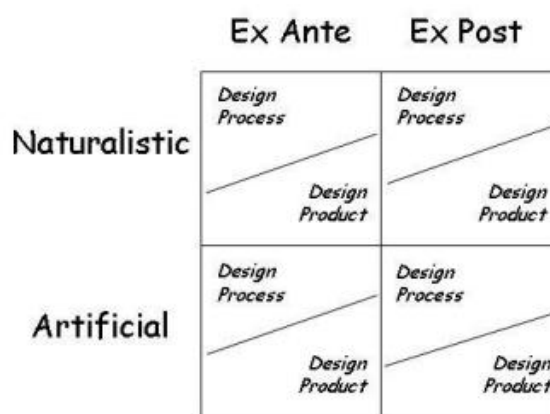 Ex Ante Ex Post
Naturalistic
Design
Process
Design
Product
Design
Process
Design
Product
Artificial
Design
Process
Design
Product
Design
Process
Design
Product